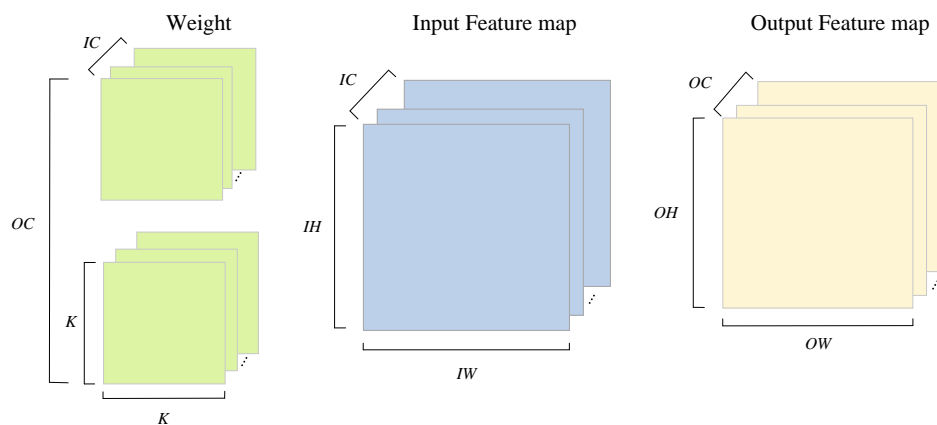 Weight
Input Feature map
Output Feature map
IC
IC
OC
OC
IH
OH
K
K
IW
OW